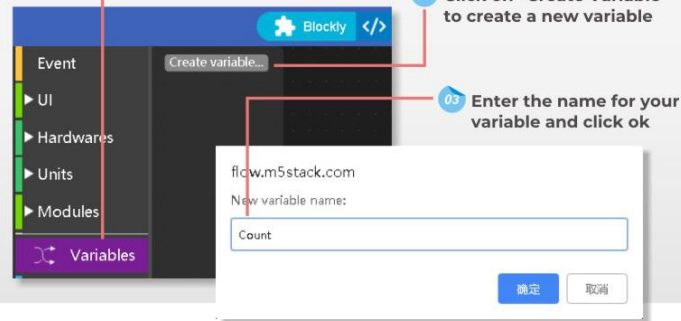 to create a new variable
Blockly </>
Event
Create variable...
UI
03 Enter the name for your
variable and click ok
Hardwares
Units
flow.m5stack.com
New variable name:
Modules
Count
Variables
确定
取消